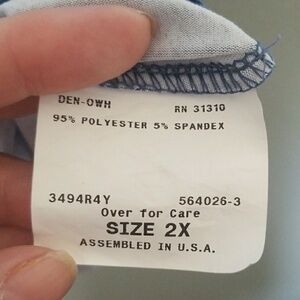 DEN-OWH RN 31310
95% POLYESTER 5% SPANDEX
3494R4Y 564026-3
Over for Care
SIZE 2X
ASSEMBLED IN U.S.A.